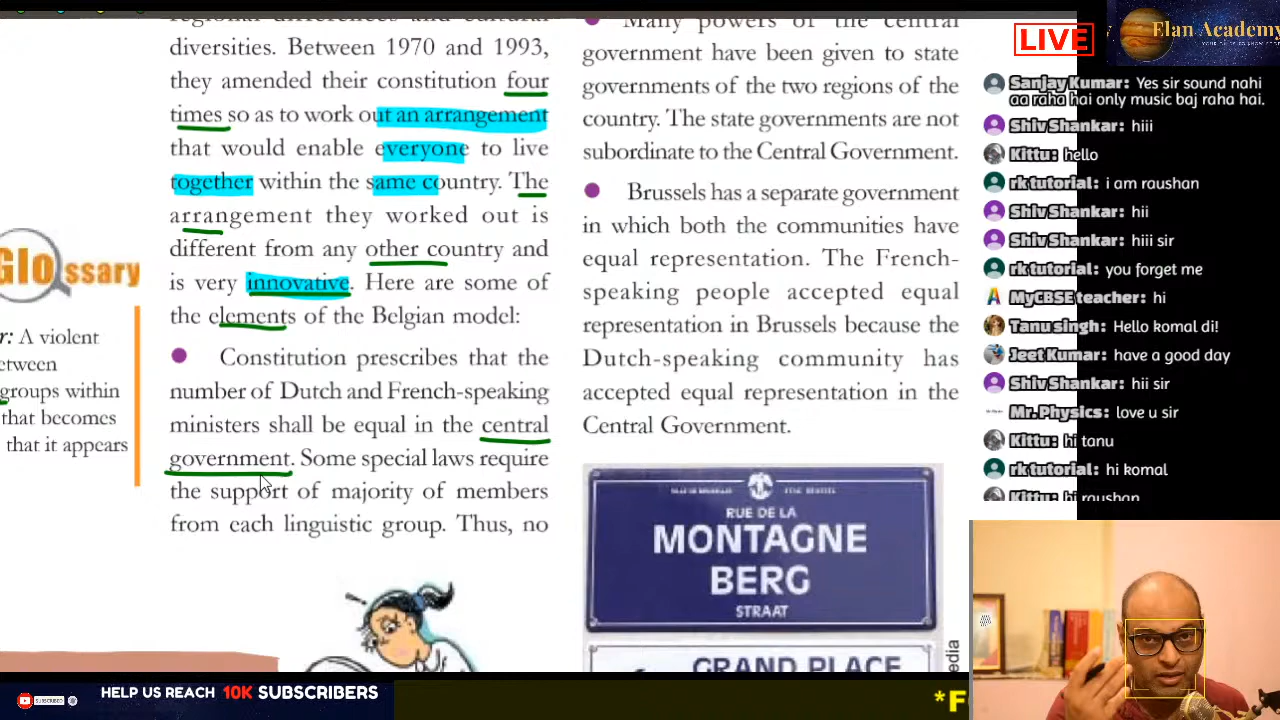 regional differences and cultural
diversities. Between 1970 and 1993,
they amended their constitution four
times so as to work out an arrangement
that would enable everyone to live
together within the same country. The
arrangement they worked out is
different from any other country and
is very innovative. Here are some of
the elements of the Belgian model:
Constitution prescribes that the
number of Dutch and French-speaking
ministers shall be equal in the central
government. Some special laws require
the support of majority of members
from each linguistic group. Thus, no
GlOssary
r: A violent
etween
groups within
that becomes
that it appears
Many powers of the central
government have been given to state
governments of the two regions of the
country. The state governments are not
subordinate to the Central Government.
Brussels has a separate government
in which both the communities have
equal representation. The French-
speaking people accepted equal
representation in Brussels because the
Dutch-speaking community has
accepted equal representation in the
Central Government.
RUE DE LA
MONTAGNE
BERG
STRAAT
GRAND PLACE
edia
LIVE
Elan Academy
Sanjay Kumar: Yes sir sound nahi
aa raha hai only music baj raha hai.
Shiv Shankar: hiii
Kittu: hello
rk tutorial: i am raushan
Shiv Shankar: hii
Shiv Shankar: hiii sir
rk tutorial: you forget me
MyCBSE teacher: hi
Tanu singh: Hello komal di!
Jeet Kumar: have a good day
Shiv Shankar: hii sir
Mr. Physics: love u sir
Kittu: hi tanu
rk tutorial: hi komal
Kittu: hi raushan
SUBSCRIBED
HELP US REACH 10K SUBSCRIBERS
*F